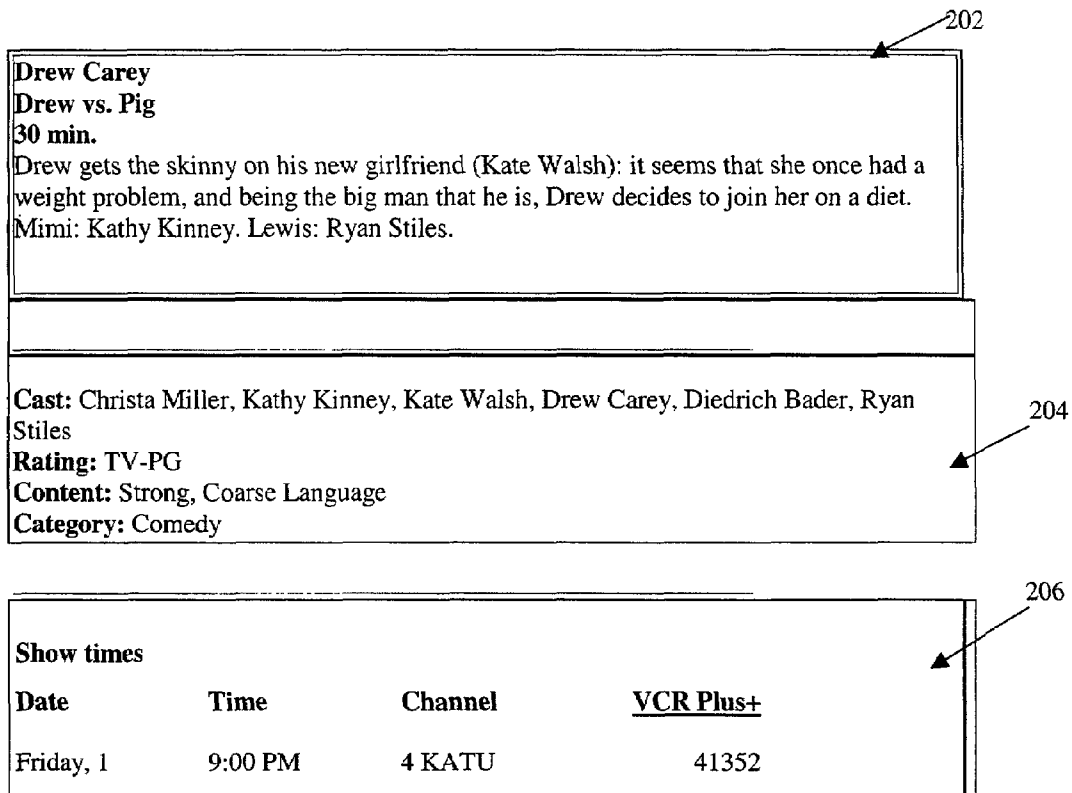 202
Drew Carey
Drew vs. Pig
30 min.
Drew gets the skinny on his new girlfriend (Kate Walsh): it seems that she once had a
weight problem, and being the big man that he is, Drew decides to join her on a diet.
Mimi: Kathy Kinney. Lewis: Ryan Stiles.
Cast: Christa Miller, Kathy Kinney, Kate Walsh, Drew Carey, Diedrich Bader, Ryan
Stiles
204
Rating: TV-PG
Content: Strong, Coarse Language
Category: Comedy
206
Show times
Date Time Channel VCR Plus+
Friday, 1 9:00 PM 4 KATU 41352